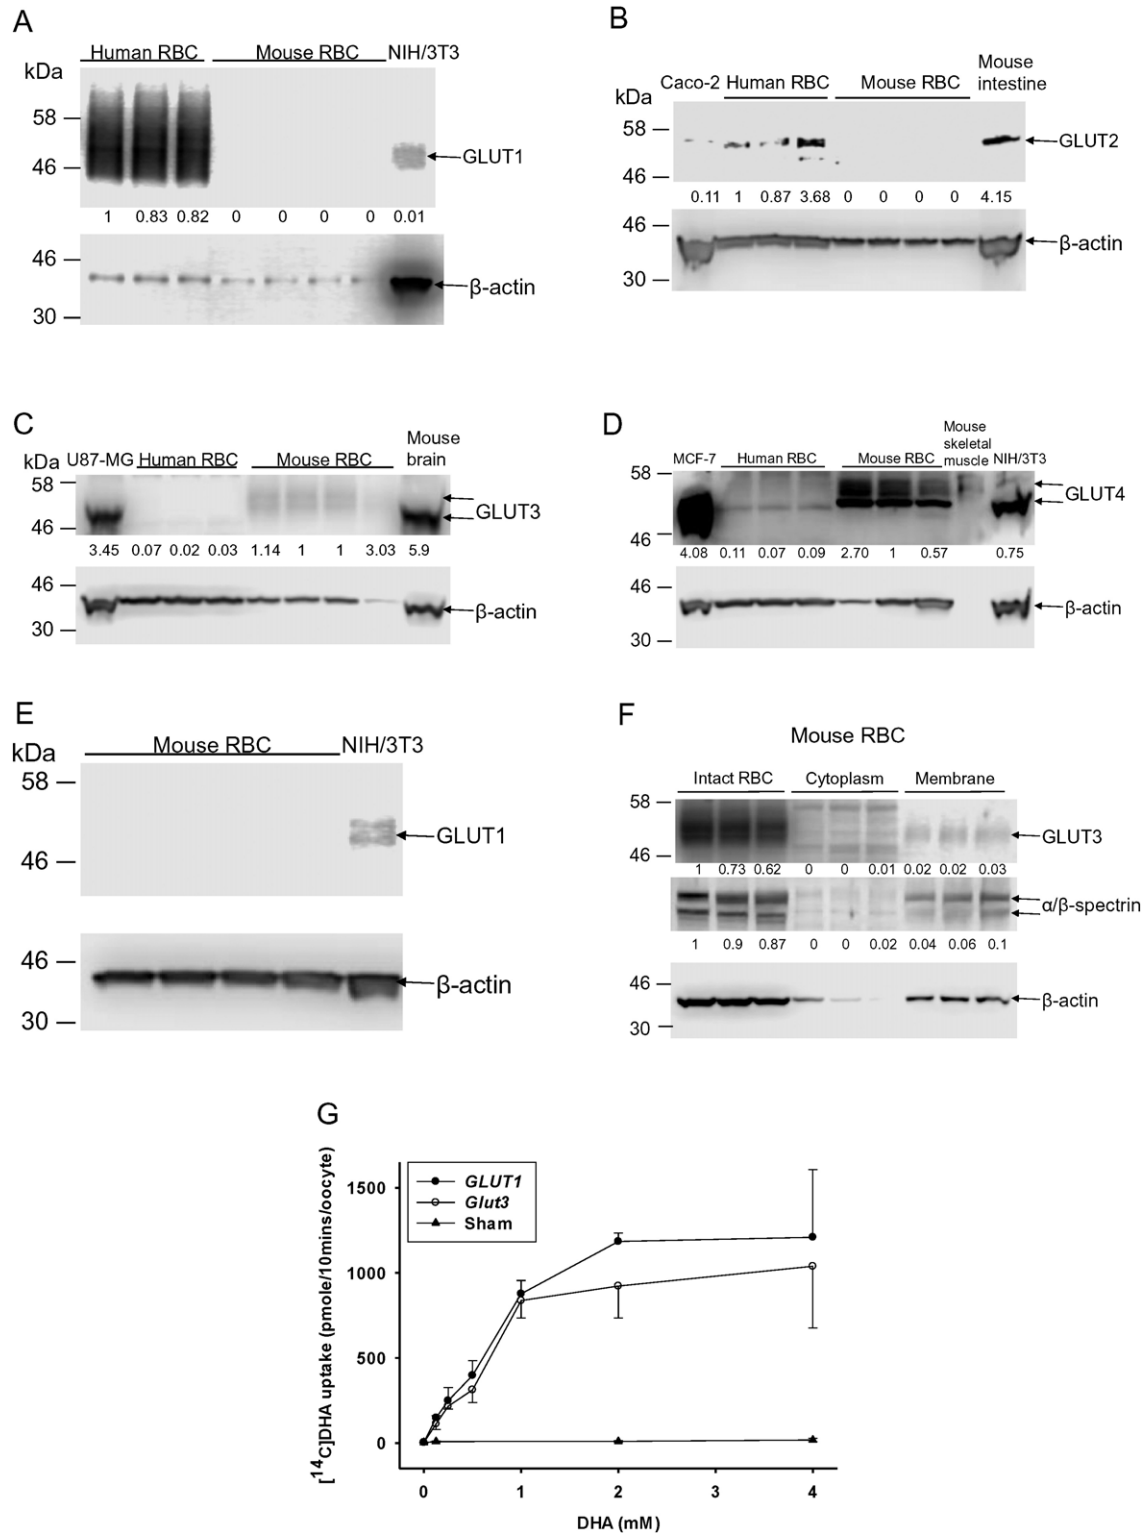 A
Human RBC Mouse RBC NIH/3T3
kDa
58
46
GLUT1
1 0.83 0.82 0 0 0 0 0.01
46
30
β-actin
B
Caco-2 Human RBC Mouse RBC Mouse
intestine
kDa
58
46
GLUT2
0.11 1 0.87 3.68 0 0 0 0 4.15
46
30
β-actin
C
kDa U87-MG Human RBC Mouse RBC Mouse
brain
58
46
GLUT3
3.45 0.07 0.02 0.03 1.14 1 1 3.03 5.9
46
30
β-actin
D
MCF-7 Human RBC Mouse RBC Mouse
skeletal
muscle NIH/3T3
58
46
GLUT4
4.08 0.11 0.07 0.09 2.70 1 0.57 0.75
46
30
β-actin
E
kDa
Mouse RBC NIH/3T3
58
46
GLUT1
46
30
β-actin
F
Mouse RBC
Intact RBC Cytoplasm Membrane
58
46
GLUT3
1 0.73 0.62 0 0 0.01 0.02 0.02 0.03
α/β-spectrin
1 0.9 0.87 0 0 0.02 0.04 0.06 0.1
46
30
β-actin
G
[14C]DHA uptake (pmole/10mins/oocyte)
GLUT1
Glut3
Sham
1500
1000
500
0
0 1 2 3 4
DHA (mM)